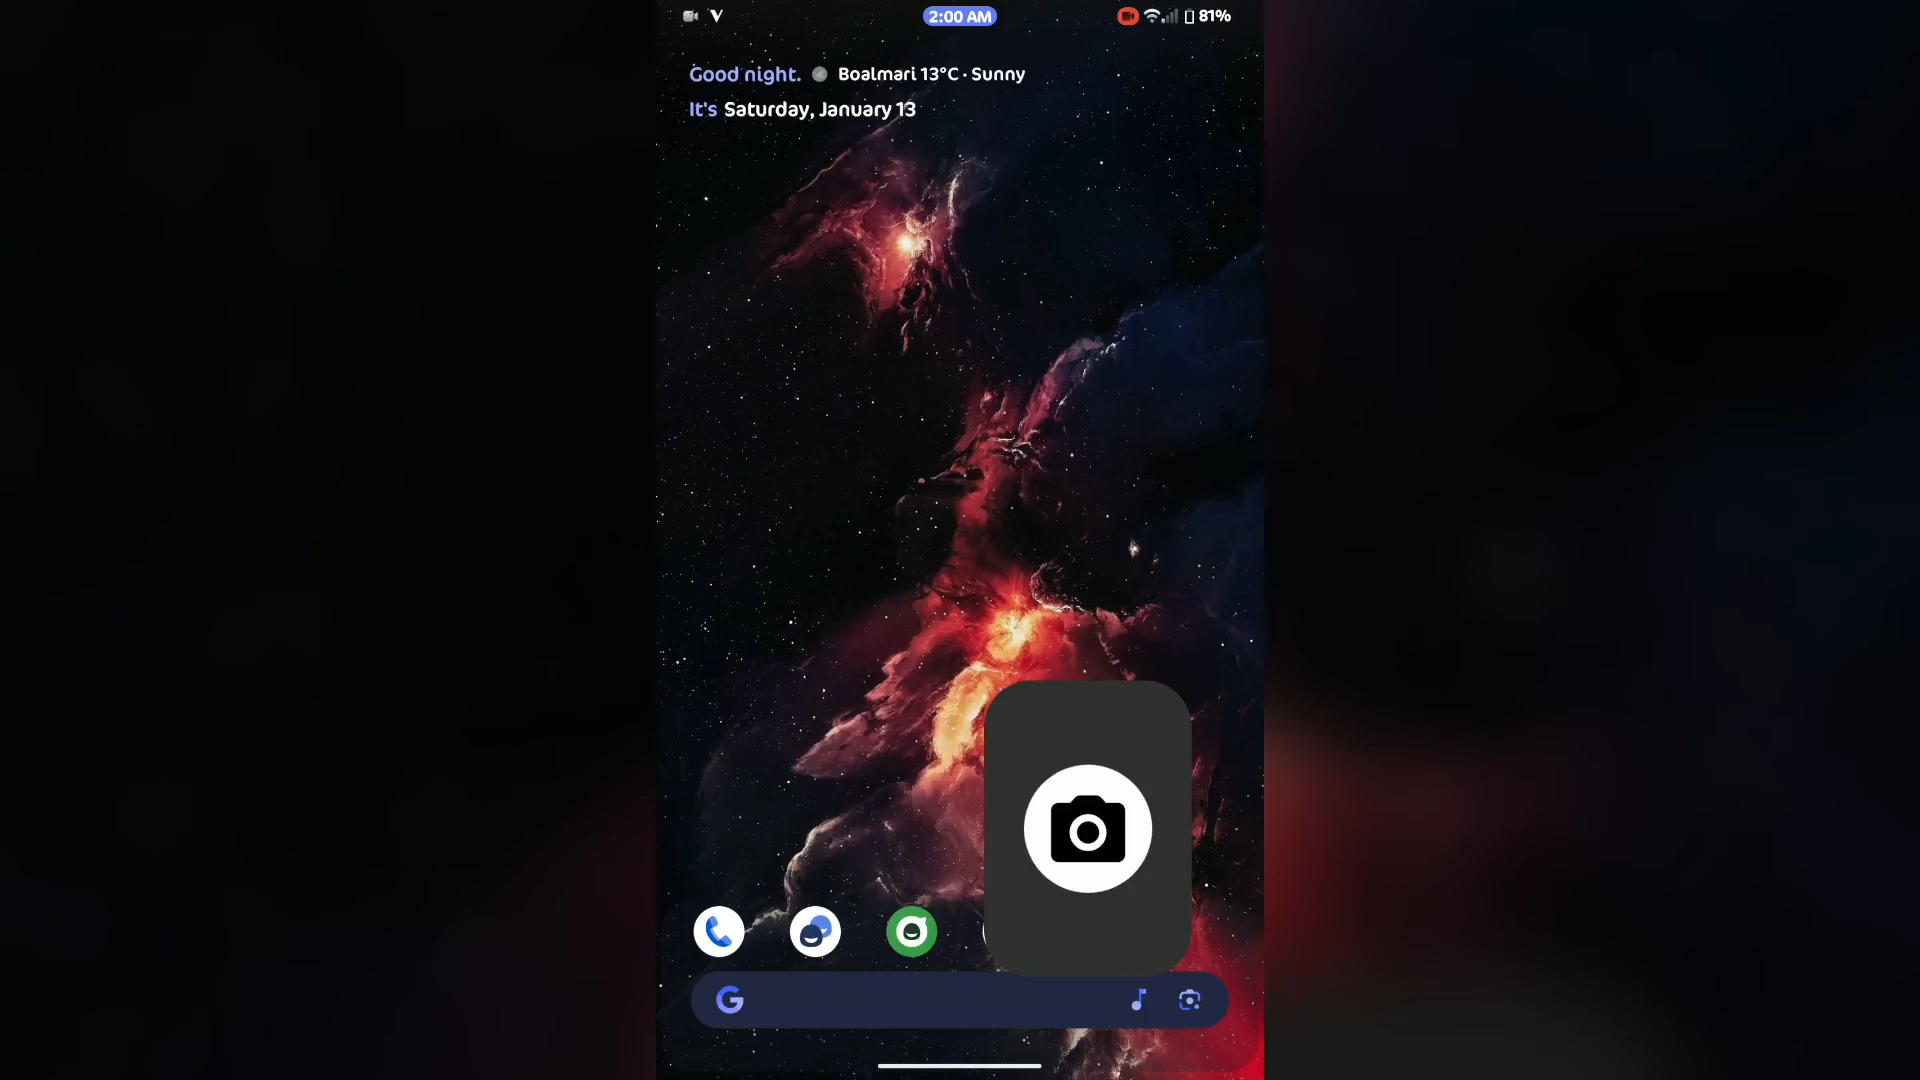 2:00 AM
81%
Good night. Boalmari 13°C · Sunny
It's Saturday, January 13